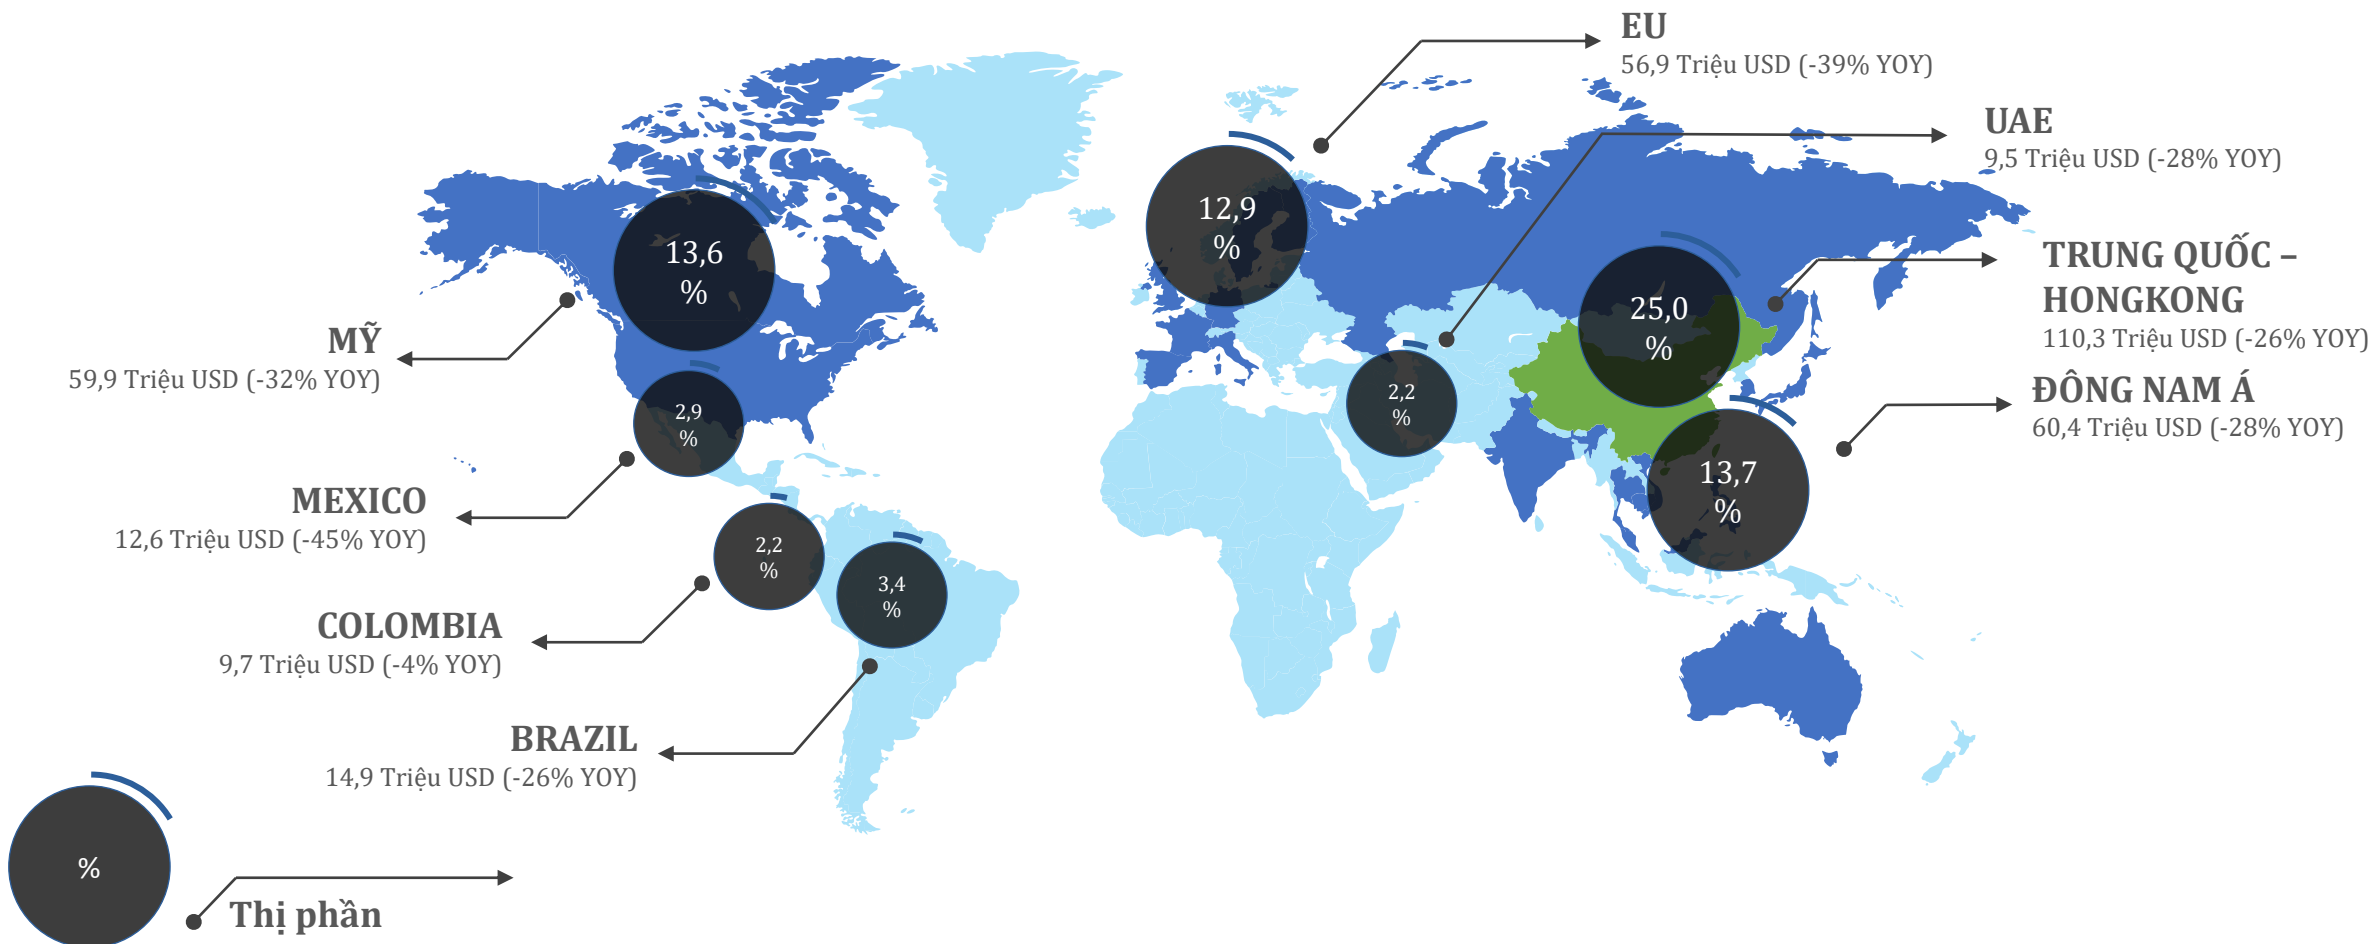 EU
56,9 Triệu USD (-39% YOY)
UAE
9,5 Triệu USD (-28% YOY)
12,9
%
13,6
%
25,0
%
TRUNG QUỐC –
HONGKONG
110,3 Triệu USD (-26% YOY)
MỸ
59,9 Triệu USD (-32% YOY)
2,9
%
2,2
%
ĐÔNG NAM Á
60,4 Triệu USD (-28% YOY)
13,7
%
MEXICO
12,6 Triệu USD (-45% YOY)
2,2
%
3,4
%
COLOMBIA
9,7 Triệu USD (-4% YOY)
BRAZIL
14,9 Triệu USD (-26% YOY)
%
Thị phần